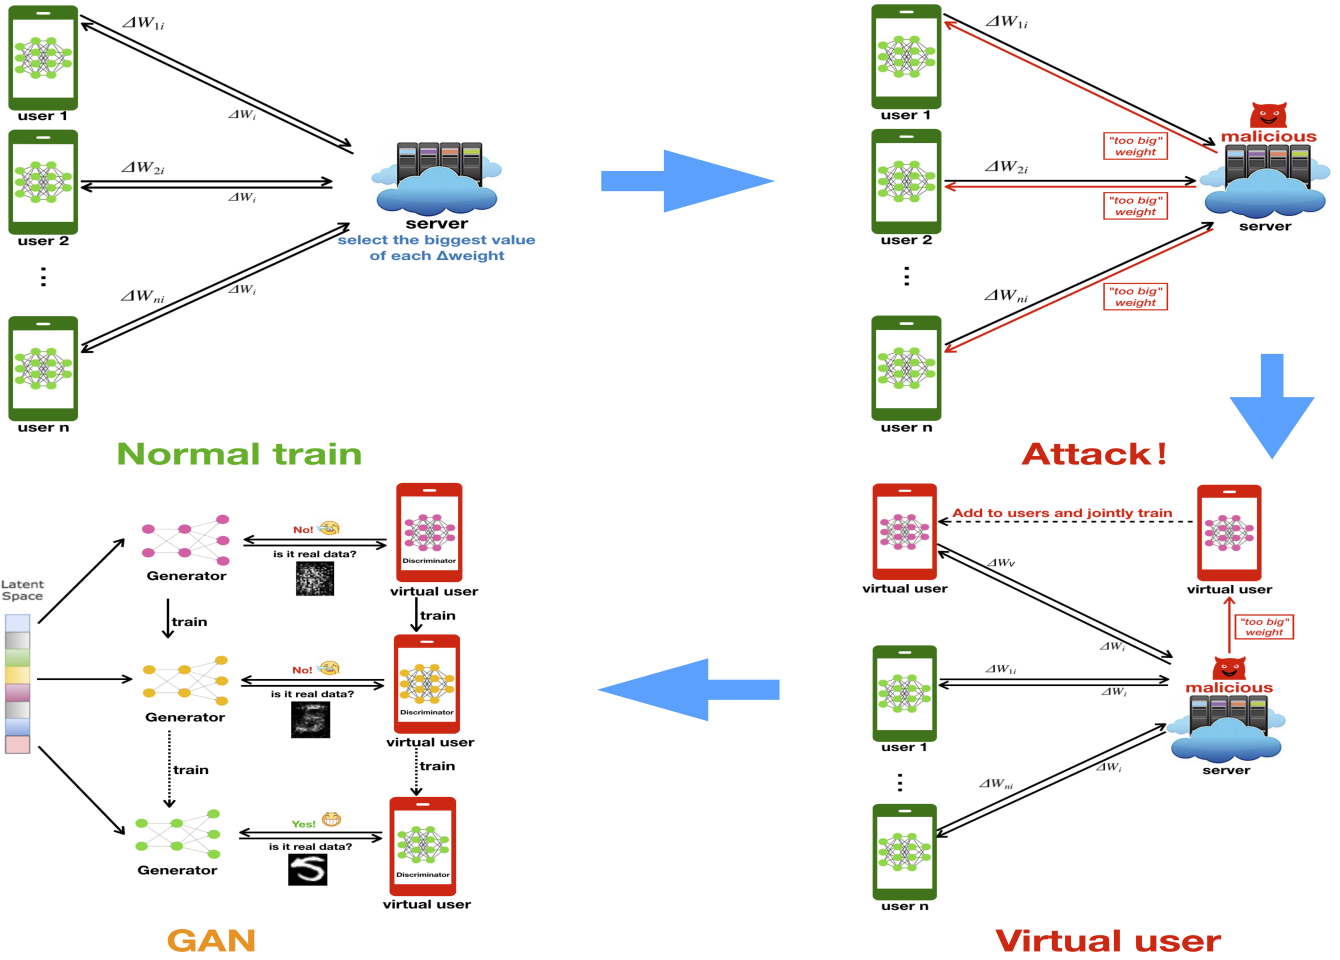 ΔW1i
ΔWi
user 1
ΔW2i
ΔWi
user 2
server
select the biggest value
of each Δweight
...
ΔWni
ΔWi
user n
Normal train
ΔW1i
user 1
malicious
"too big"
weight
ΔW2i
"too big"
weight
user 2
server
...
ΔWni
"too big"
weight
user n
Attack!
Latent
Space
Generator
No!
is it real data?
Discriminator
virtual user
train
train
Generator
No!
is it real data?
Discriminator
virtual user
train
train
Generator
Yes!
is it real data?
Discriminator
virtual user
GAN
Add to users and jointly train
virtual user
virtual user
ΔWv
"too big"
weight
ΔWi
ΔW1i
ΔWi
malicious
user 1
server
...
ΔWni
ΔWi
user n
Virtual user